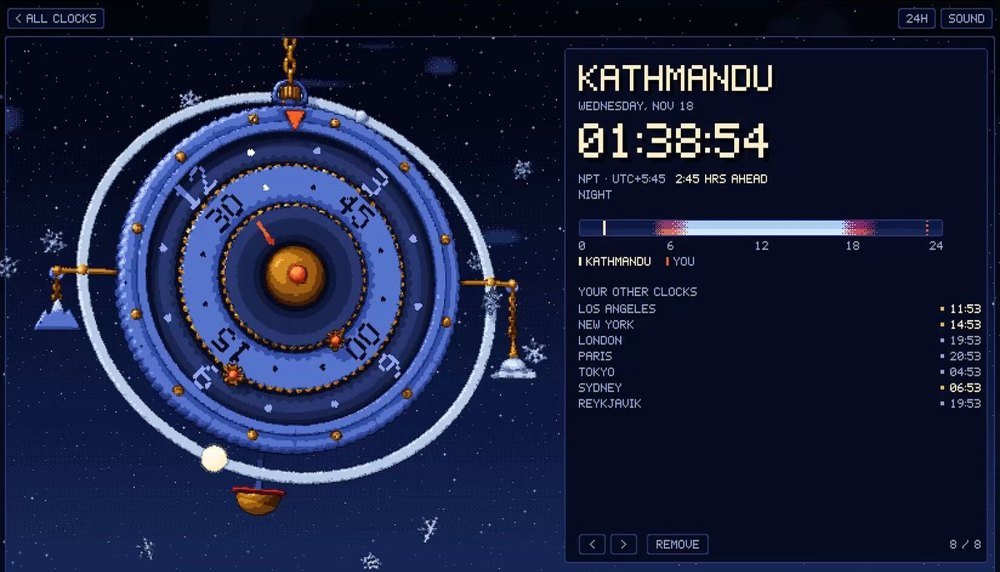 < ALL CLOCKS
24H
SOUND
12
3
30
45
15
00
9
6
KATHMANDU
WEDNESDAY, NOV 18
01:38:54
NPT · UTC+5:45 2:45 HRS AHEAD
NIGHT
0 6 12 18 24
KATHMANDU YOU
YOUR OTHER CLOCKS
LOS ANGELES 11:53
NEW YORK 14:53
LONDON 19:53
PARIS 20:53
TOKYO 04:53
SYDNEY 06:53
REYKJAVIK 19:53
< > REMOVE 8 / 8